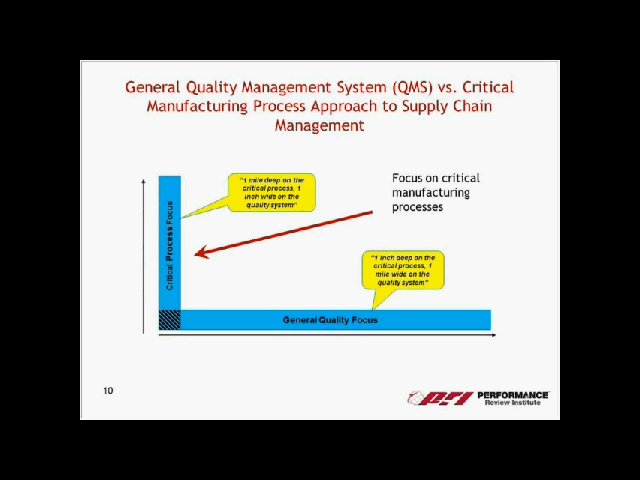 General Quality Management System (QMS) vs. Critical
Manufacturing Process Approach to Supply Chain
Management
"1 mile deep on the
critical process, 1
inch wide on the
quality system"
Focus on critical
manufacturing
processes
Critical Process Focus
"1 inch deep on the
critical process, 1
mile wide on the
quality system"
General Quality Focus
10
PRI PERFORMANCE
Review Institute